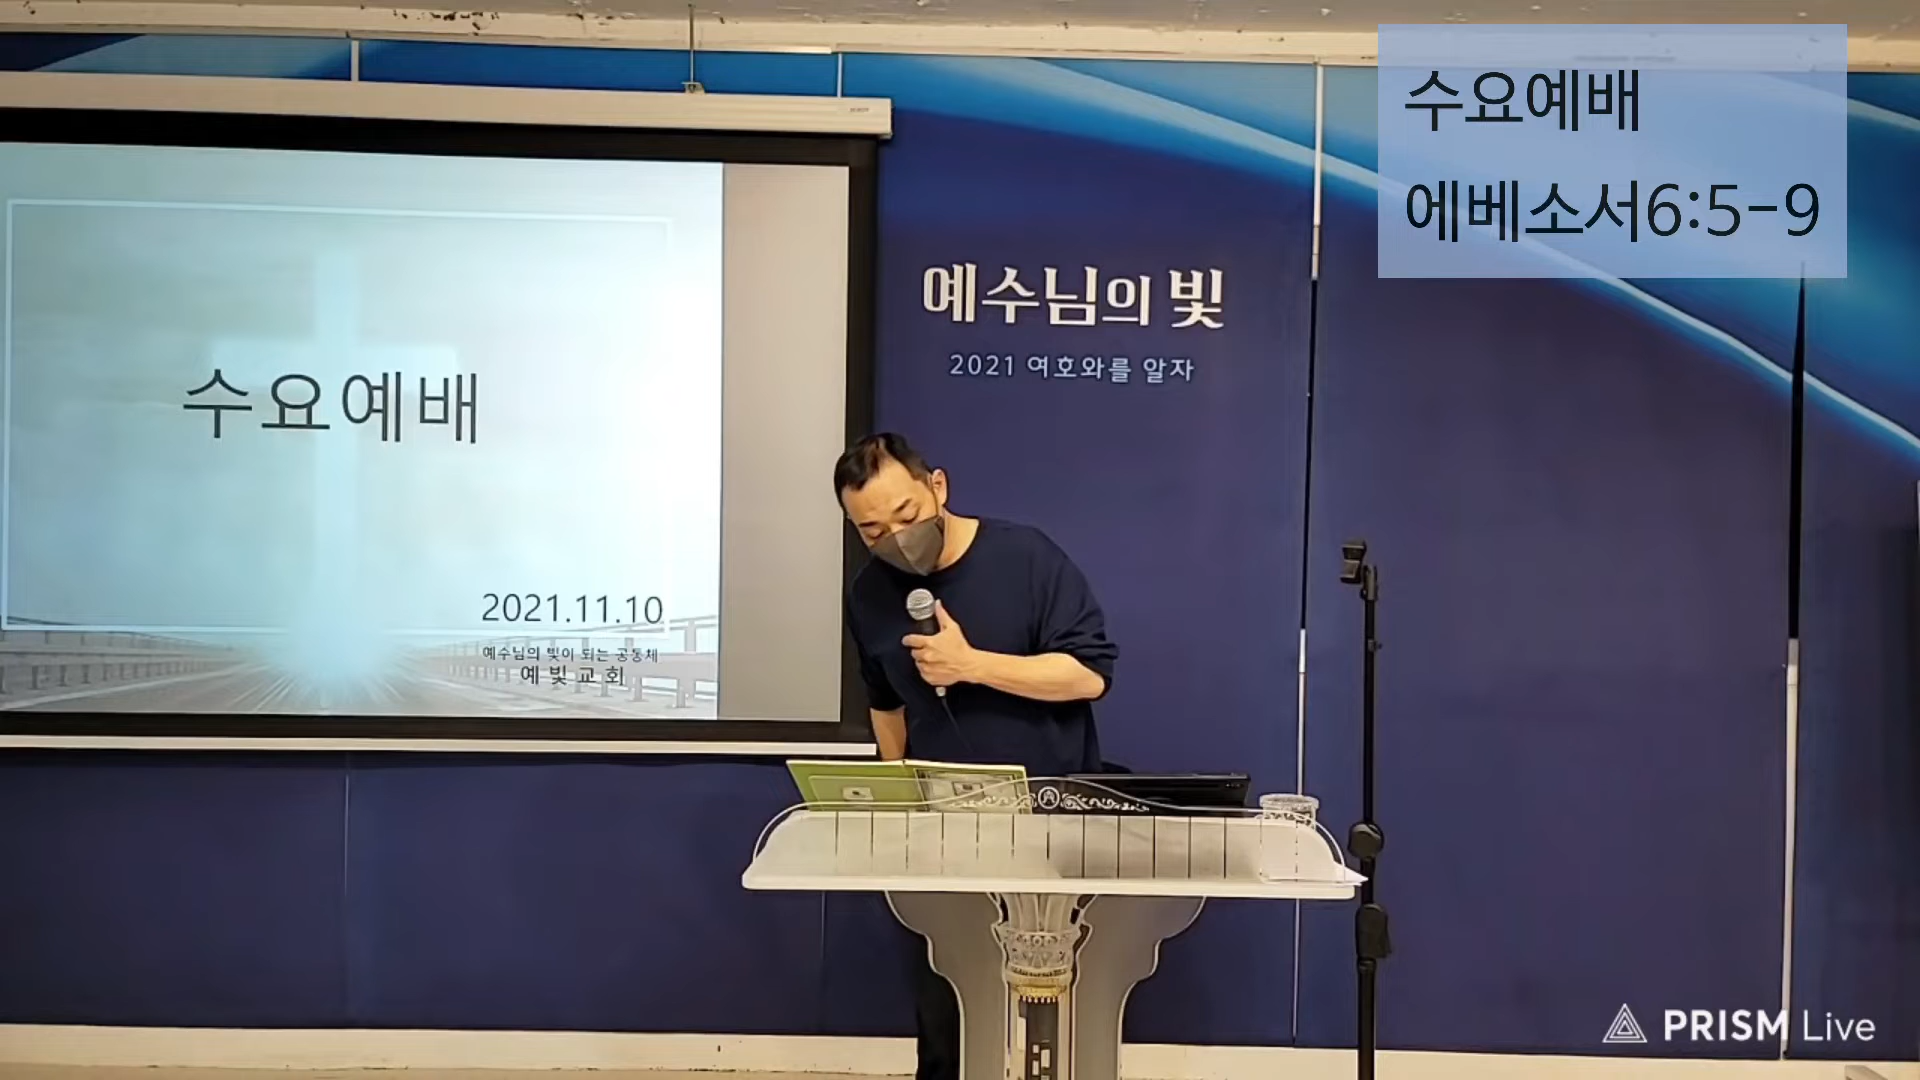 수요예배
에베소서6:5-9
예수님의 빛
2021 여호와를 알자
수요예배
2021.11.10
예수님의 빛이 되는 공동체
예빛교회
PRISM Live